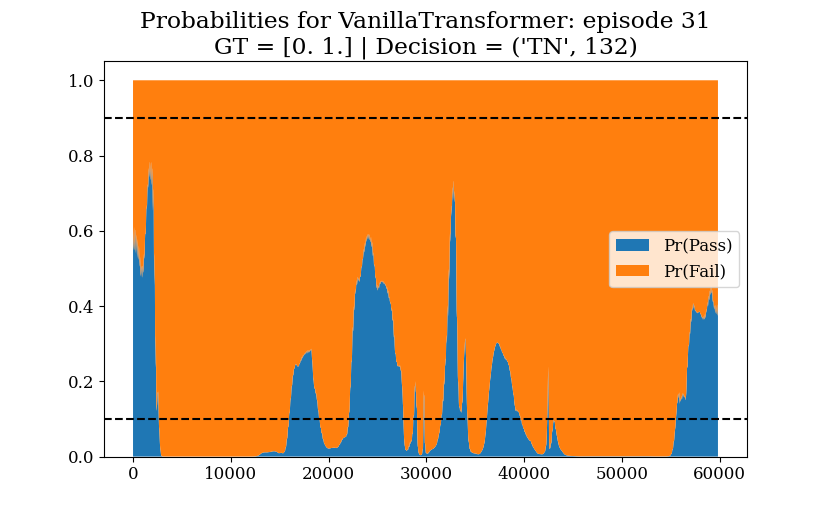 Probabilities for VanillaTransformer: episode 31
GT = [0. 1.] | Decision = ('TN', 132)
1.0
0.8
0.6
0.4
0.2
0.0
Pr(Pass)
Pr(Fail)
0 10000 20000 30000 40000 50000 60000